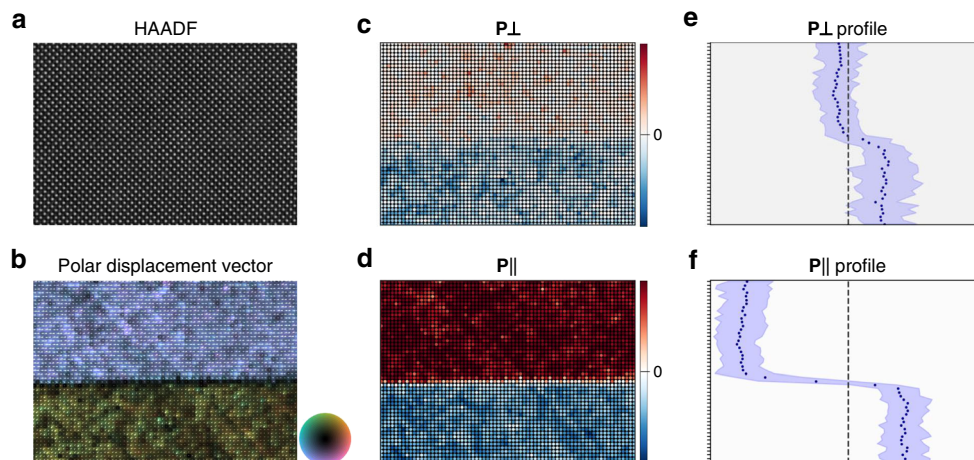 a
HAADF
c
P⊥
0
e
P⊥ profile
b
Polar displacement vector
d
P∥
0
f
P∥ profile